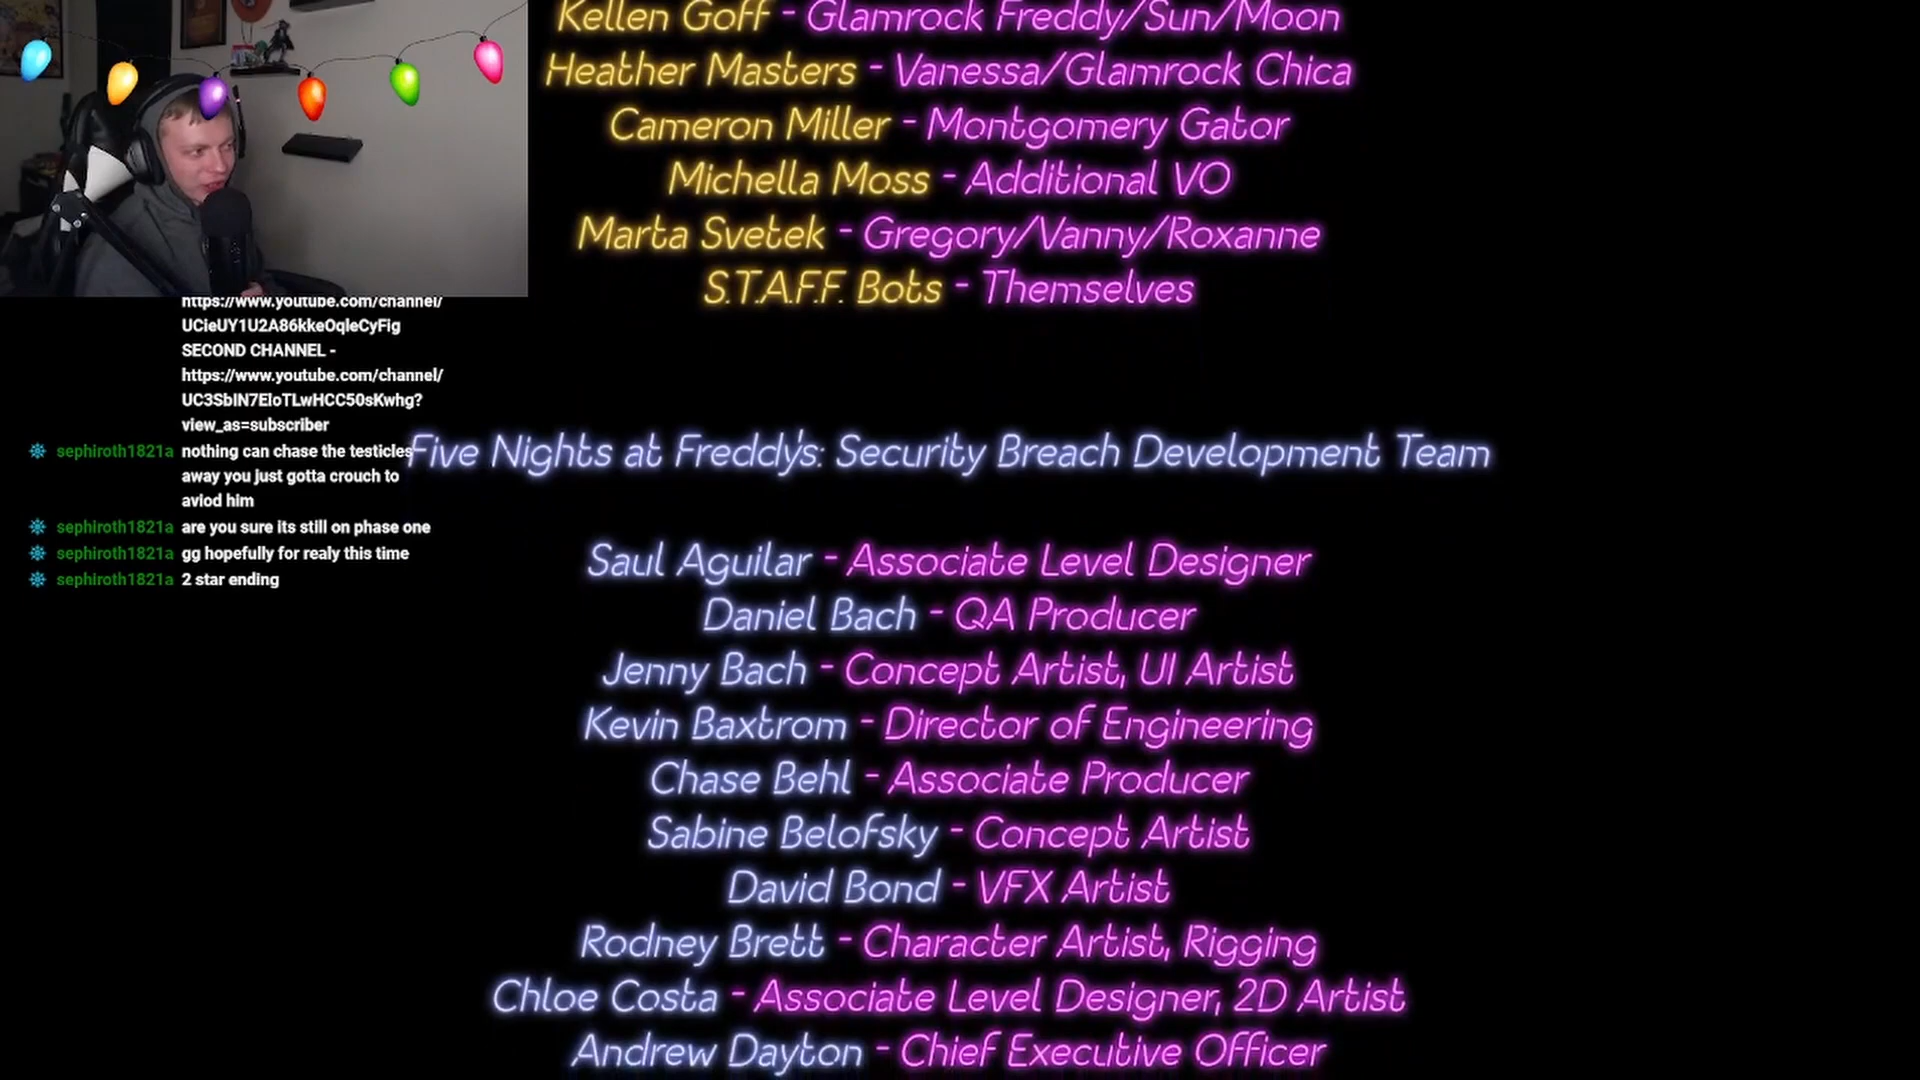 Kellen Goff - Glamrock Freddy/Sun/Moon
Heather Masters - Vanessa/Glamrock Chica
Cameron Miller - Montgomery Gator
Michella Moss - Additional VO
Marta Svetek - Gregory/Vanny/Roxanne
S.T.A.F.F. Bots - Themselves
https://www.youtube.com/channel/
UCieUY1U2A86kkeOqleCyFig
SECOND CHANNEL -
https://www.youtube.com/channel/
UC3SbIN7EIoTLwHCC50sKwhg?
view_as=subscriber
sephiroth1821a nothing can chase the testicles
away you just gotta crouch to
aviod him
sephiroth1821a are you sure its still on phase one
sephiroth1821a gg hopefully for realy this time
sephiroth1821a 2 star ending
Five Nights at Freddy's: Security Breach Development Team
Saul Aguilar - Associate Level Designer
Daniel Bach - QA Producer
Jenny Bach - Concept Artist, UI Artist
Kevin Baxtrom - Director of Engineering
Chase Behl - Associate Producer
Sabine Belofsky - Concept Artist
David Bond - VFX Artist
Rodney Brett - Character Artist, Rigging
Chloe Costa - Associate Level Designer, 2D Artist
Andrew Dayton - Chief Executive Officer